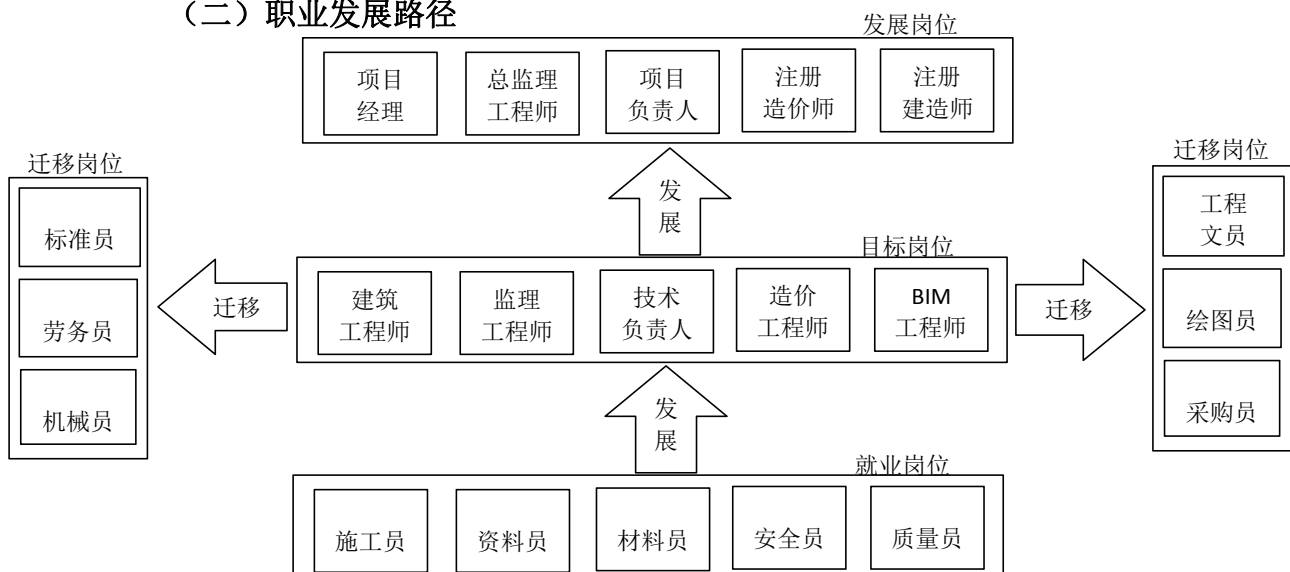 （二）职业发展路径
发展岗位
项目
经理
总监理
工程师
项目
负责人
注册
造价师
注册
建造师
迁移岗位
标准员
劳务员
机械员
迁移
发
展
目标岗位
建筑
工程师
监理
工程师
技术
负责人
造价
工程师
BIM
工程师
迁移
迁移岗位
工程
文员
绘图员
采购员
发
展
就业岗位
施工员
资料员
材料员
安全员
质量员